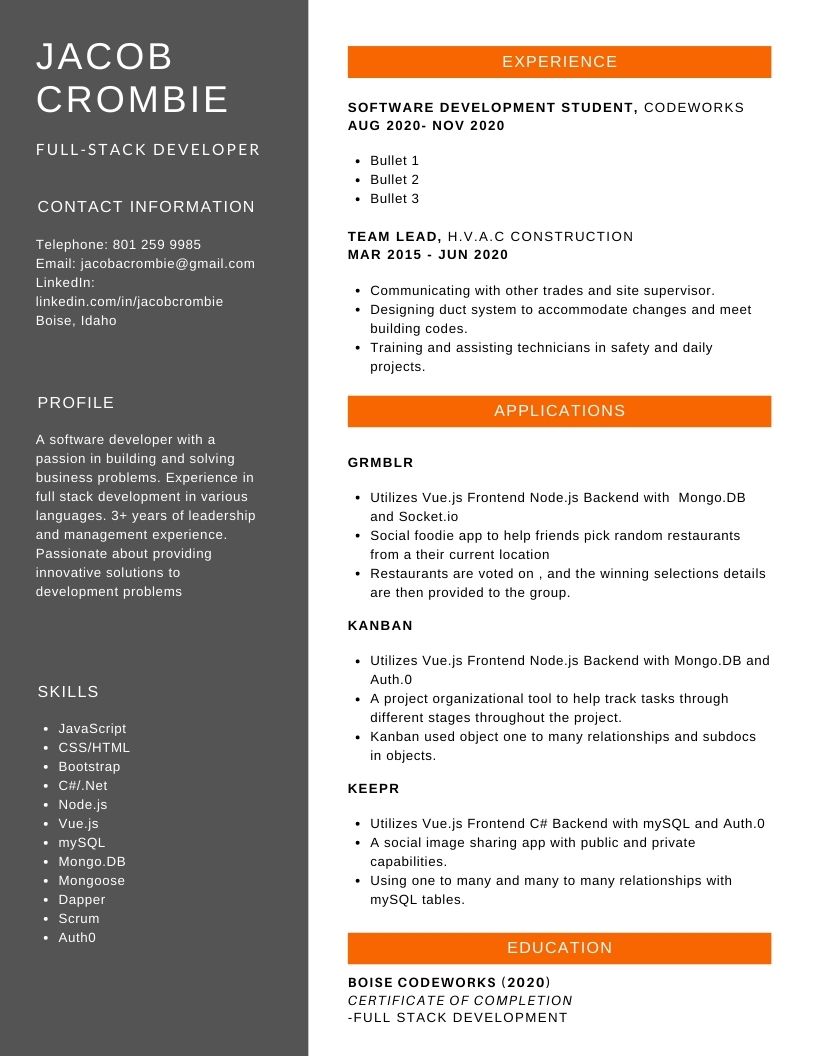 JACOB
CROMBIE
FULL-STACK DEVELOPER
CONTACT INFORMATION
Telephone: 801 259 9985
Email: jacobacrombie@gmail.com
LinkedIn:
linkedin.com/in/jacobcrombie
Boise, Idaho
PROFILE
A software developer with a
passion in building and solving
business problems. Experience in
full stack development in various
languages. 3+ years of leadership
and management experience.
Passionate about providing
innovative solutions to
development problems
SKILLS
• JavaScript
• CSS/HTML
• Bootstrap
• C#/.Net
• Node.js
• Vue.js
• mySQL
• Mongo.DB
• Mongoose
• Dapper
• Scrum
• Auth0
EXPERIENCE
SOFTWARE DEVELOPMENT STUDENT, CODEWORKS
AUG 2020- NOV 2020
• Bullet 1
• Bullet 2
• Bullet 3
TEAM LEAD, H.V.A.C CONSTRUCTION
MAR 2015 - JUN 2020
• Communicating with other trades and site supervisor.
• Designing duct system to accommodate changes and meet
building codes.
• Training and assisting technicians in safety and daily
projects.
APPLICATIONS
GRMBLR
• Utilizes Vue.js Frontend Node.js Backend with  Mongo.DB
and Socket.io
• Social foodie app to help friends pick random restaurants
from a their current location
• Restaurants are voted on , and the winning selections details
are then provided to the group.
KANBAN
• Utilizes Vue.js Frontend Node.js Backend with Mongo.DB and
Auth.0
• A project organizational tool to help track tasks through
different stages throughout the project.
• Kanban used object one to many relationships and subdocs
in objects.
KEEPR
• Utilizes Vue.js Frontend C# Backend with mySQL and Auth.0
• A social image sharing app with public and private
capabilities.
• Using one to many and many to many relationships with
mySQL tables.
EDUCATION
BOISE CODEWORKS (2020)
CERTIFICATE OF COMPLETION
-FULL STACK DEVELOPMENT